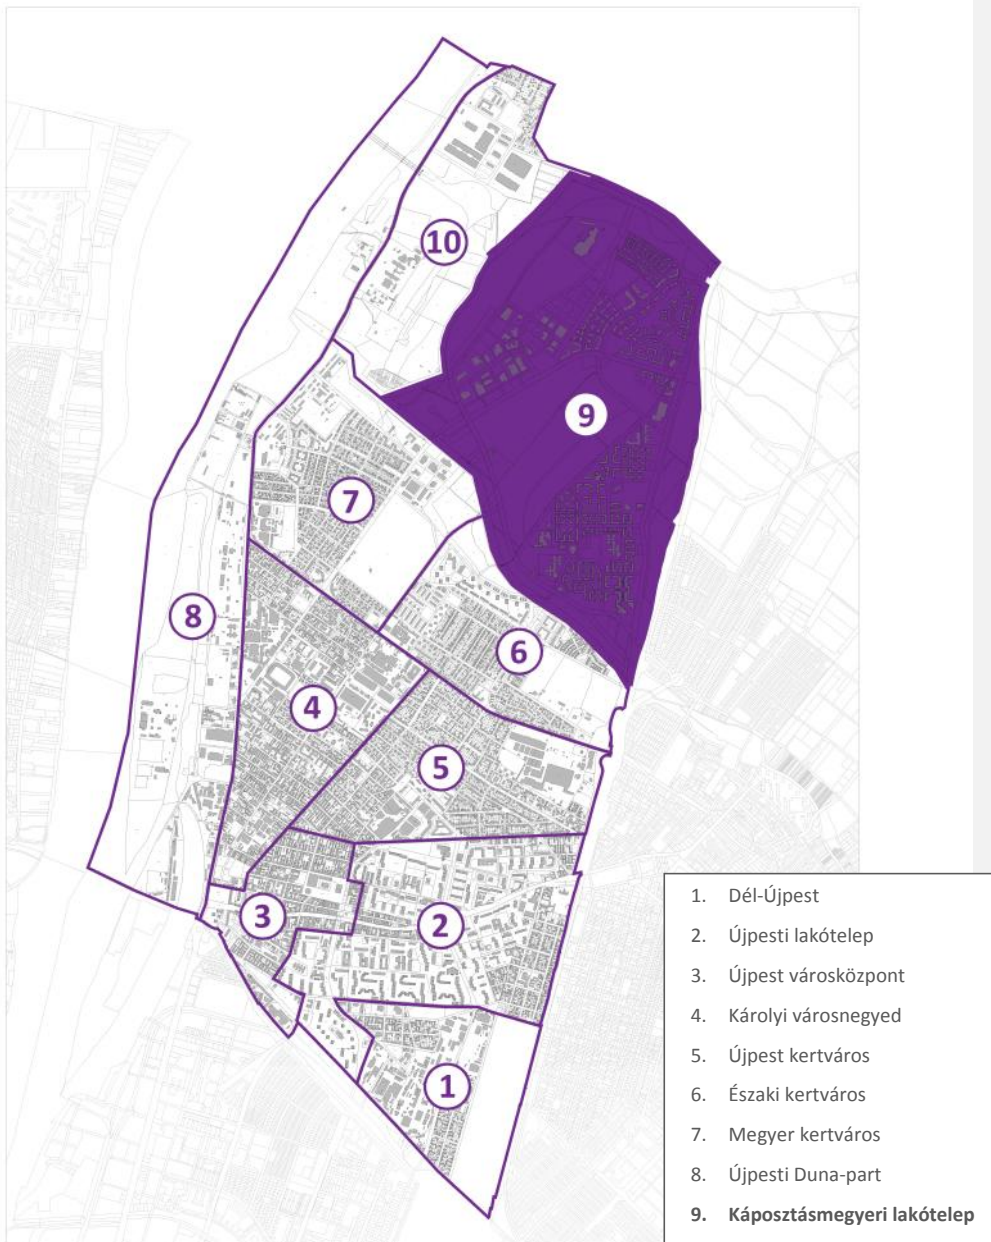 10
9
7
8
6
4
5
3
2
1
1. Dél-Újpest
2. Újpesti lakótelep
3. Újpest városközpont
4. Károlyi városnegyed
5. Újpest kertváros
6. Északi kertváros
7. Megyer kertváros
8. Újpesti Duna-part
9. Káposztásmegyeri lakótelep